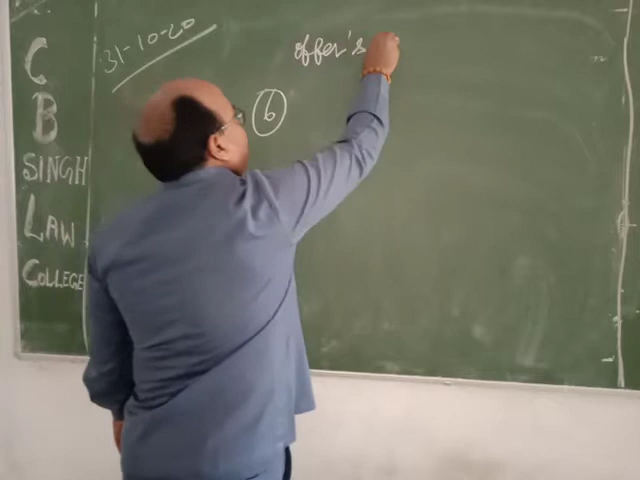 C
B
SINGH
LAW
COLLEGE
31-10-20
offer's
6